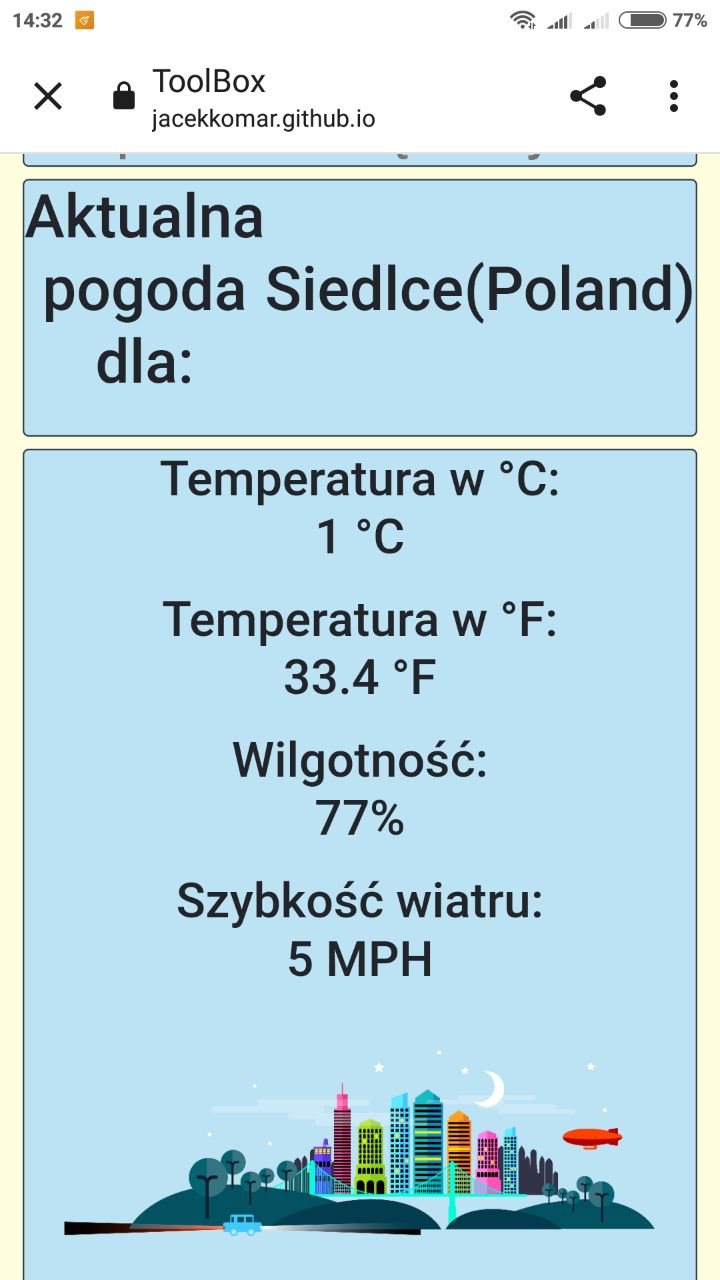 14:32
77%
ToolBox
jacekkomar.github.io
Aktualna
pogoda Siedlce(Poland)
dla:
Temperatura w °C:
1 °C
Temperatura w °F:
33.4 °F
Wilgotność:
77%
Szybkość wiatru:
5 MPH